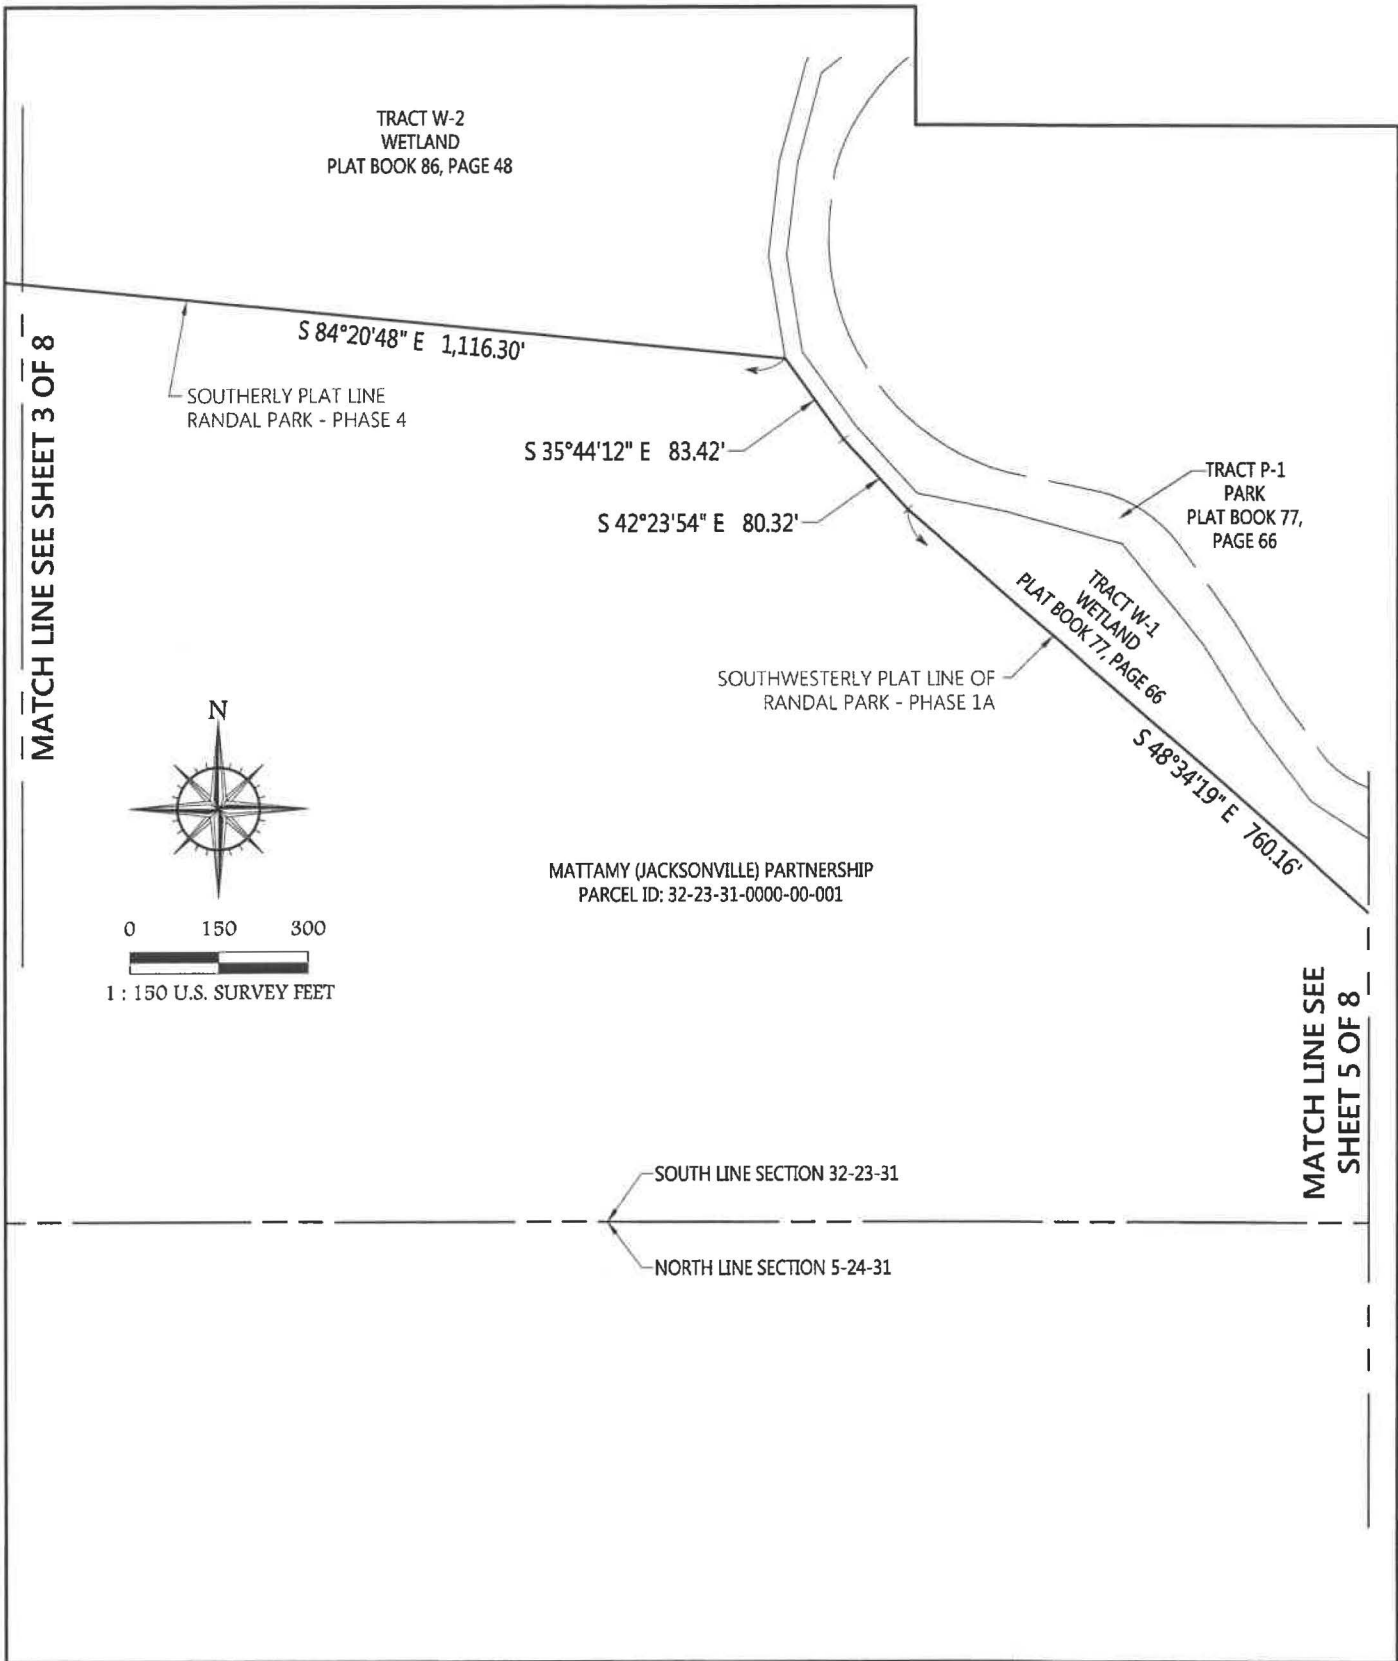 TRACT W-2
WETLAND
PLAT BOOK 86, PAGE 48
S 84°20'48" E 1,116.30'
SOUTHERLY PLAT LINE
RANDAL PARK - PHASE 4
MATCH LINE SEE SHEET 3 OF 8
S 35°44'12" E 83.42'
S 42°23'54" E 80.32'
TRACT P-1
PARK
PLAT BOOK 77,
PAGE 66
TRACT W-1
WETLAND
PLAT BOOK 77, PAGE 66
SOUTHWESTERLY PLAT LINE OF
RANDAL PARK - PHASE 1A
S 48°34'19" E 760.16'
N
MATTAMY (JACKSONVILLE) PARTNERSHIP
PARCEL ID: 32-23-31-0000-00-001
0 150 300
1 : 150 U.S. SURVEY FEET
MATCH LINE SEE
SHEET 5 OF 8
SOUTH LINE SECTION 32-23-31
NORTH LINE SECTION 5-24-31